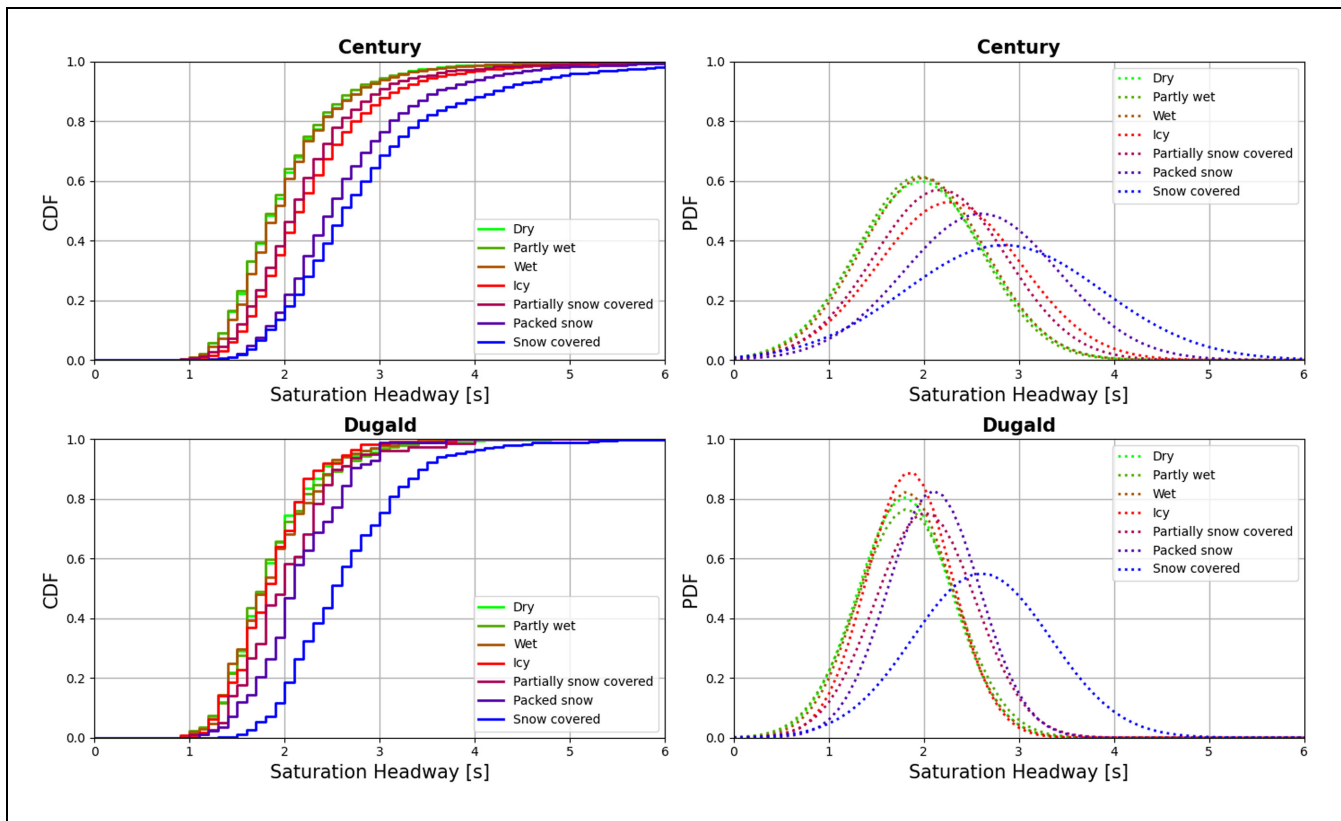 Century
CDF
1.0
0.8
0.6
0.4
0.2
0.0
Dry
Partly wet
Wet
Icy
Partially snow covered
Packed snow
Snow covered
0 1 2 3 4 5 6
Saturation Headway [s]
Century
PDF
1.0
0.8
0.6
0.4
0.2
0.0
Dry
Partly wet
Wet
Icy
Partially snow covered
Packed snow
Snow covered
0 1 2 3 4 5 6
Saturation Headway [s]
Dugald
CDF
1.0
0.8
0.6
0.4
0.2
0.0
Dry
Partly wet
Wet
Icy
Partially snow covered
Packed snow
Snow covered
0 1 2 3 4 5 6
Saturation Headway [s]
Dugald
PDF
1.0
0.8
0.6
0.4
0.2
0.0
Dry
Partly wet
Wet
Icy
Partially snow covered
Packed snow
Snow covered
0 1 2 3 4 5 6
Saturation Headway [s]